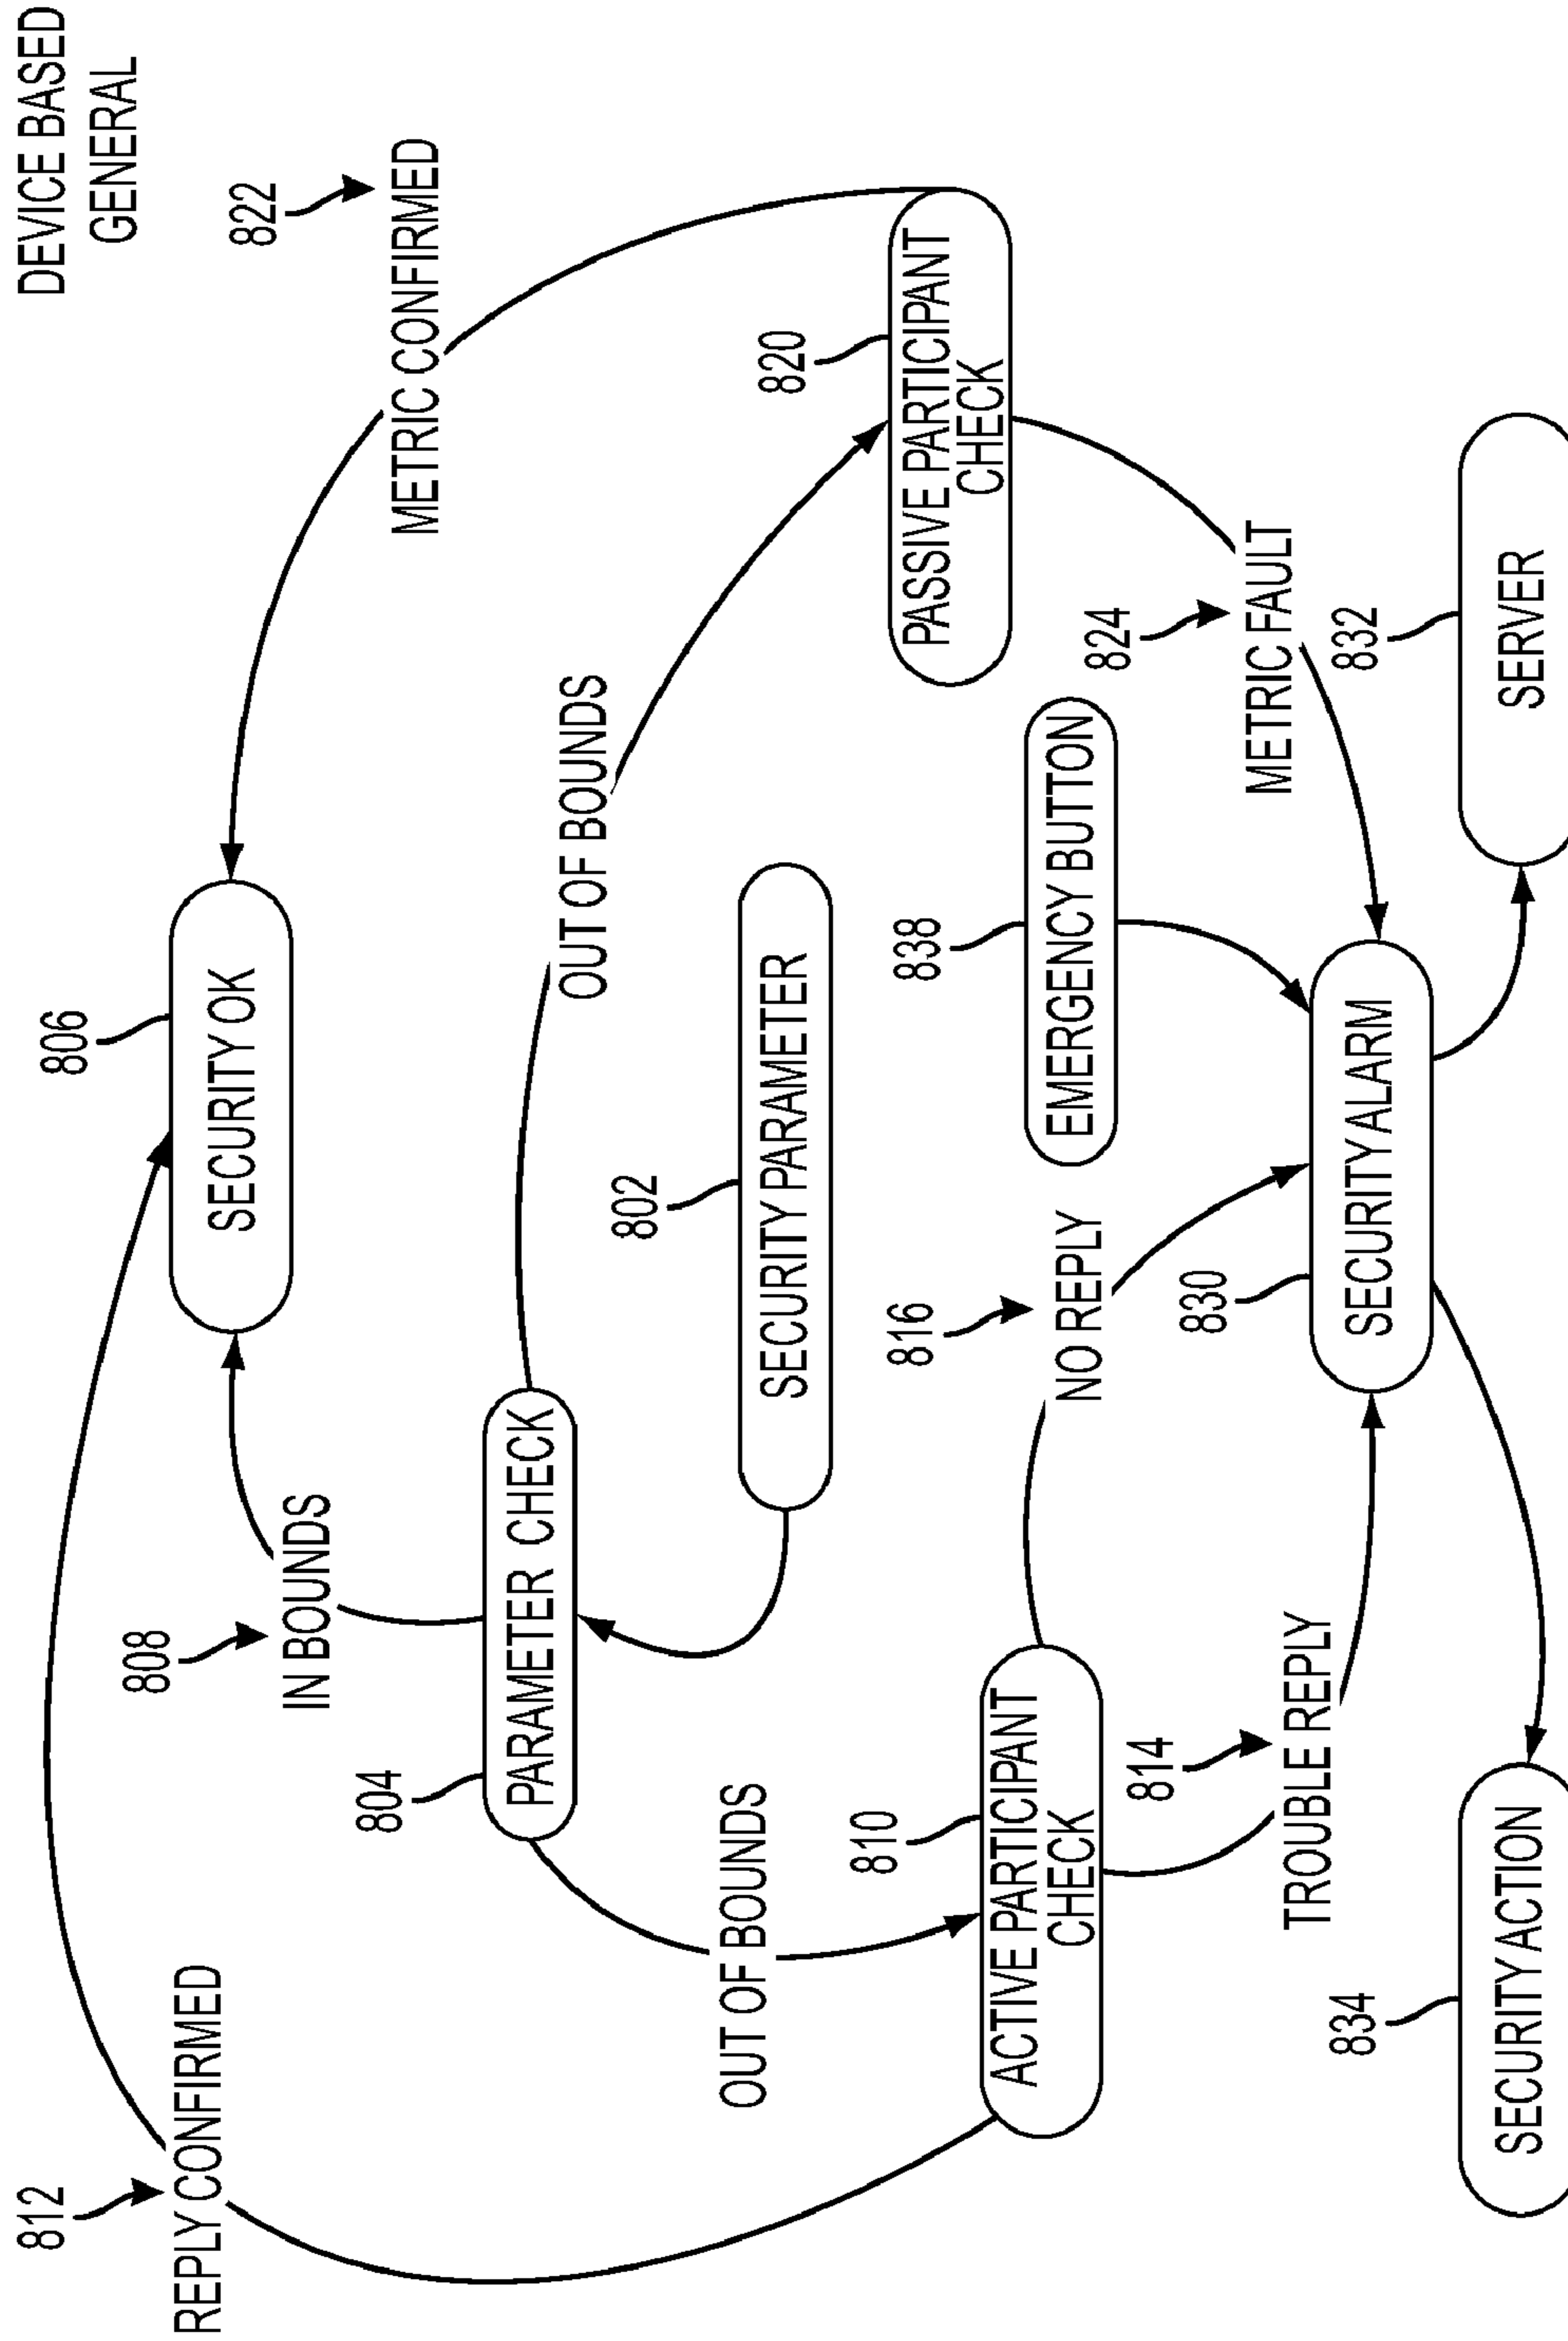 DEVICE BASED
GENERAL
812
REPLY CONFIRMED
806
SECURITY OK
822
METRIC CONFIRMED
808
IN BOUNDS
804
PARAMETER CHECK
OUT OF BOUNDS
802
SECURITY PARAMETER
OUT OF BOUNDS
820
PASSIVE PARTICIPANT
CHECK
810
ACTIVE PARTICIPANT
CHECK
816
NO REPLY
838
EMERGENCY BUTTON
824
METRIC FAULT
814
TROUBLE REPLY
830
SECURITY ALARM
834
SECURITY ACTION
832
SERVER